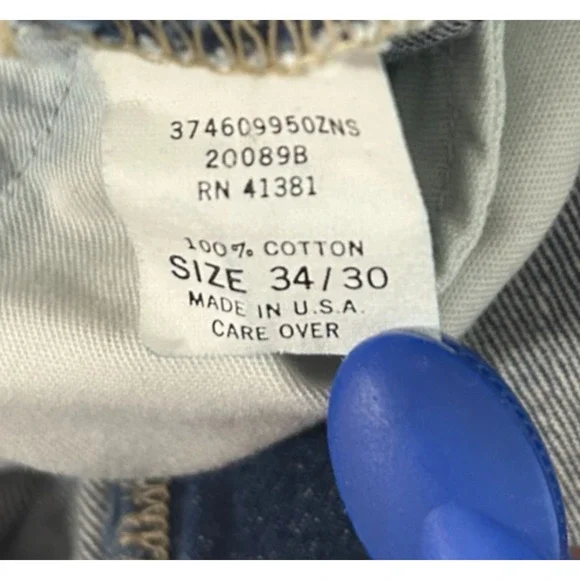 374609950ZNS
20089B
RN 41381
100% COTTON
SIZE 34/30
MADE IN U.S.A.
CARE OVER